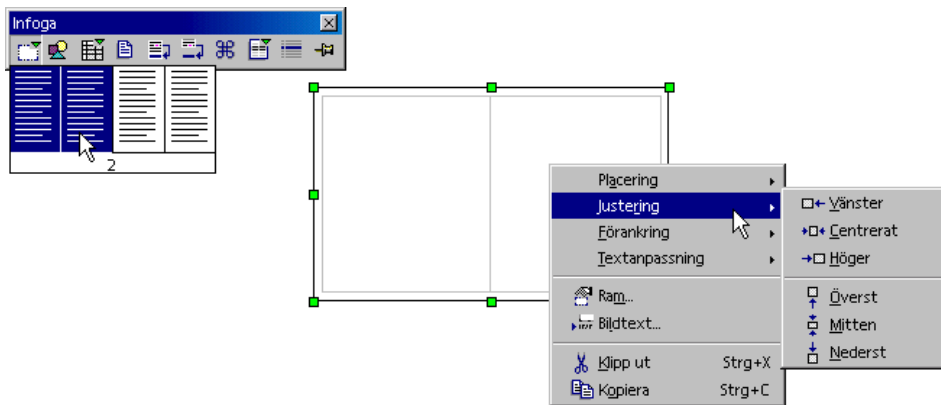 Infoga
2
Placering
Justering
Förankring
Textanpassning
Ram...
Bildtext...
Klipp ut Strg+X
Kopiera Strg+C
Vänster
Centrerat
Höger
Överst
Mitten
Nederst